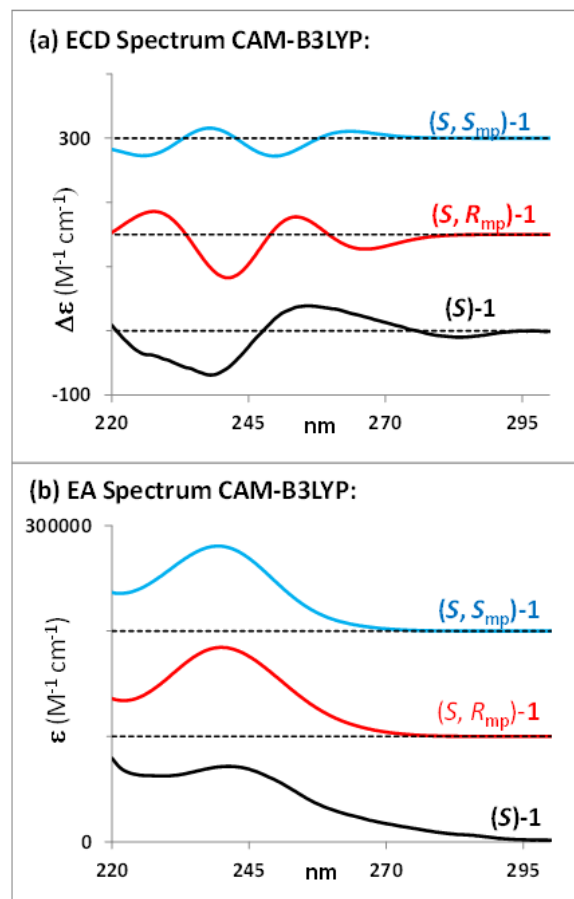 (a) ECD Spectrum CAM-B3LYP:
(S, Smp)-1
300
(S, Rmp)-1
Δε (M-1 cm-1)
(S)-1
-100
220 245 nm 270 295
(b) EA Spectrum CAM-B3LYP:
300000
(S, Smp)-1
ε (M-1 cm-1)
(S, Rmp)-1
(S)-1
0
220 245 nm 270 295